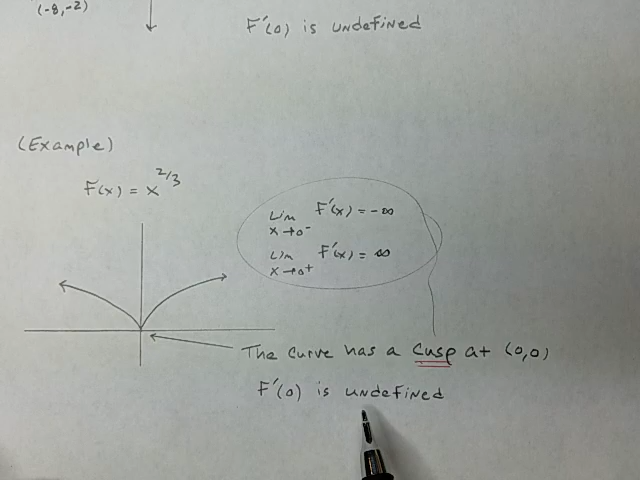 (-8,-2)
F'(0) is undefined
(Example)
F(x) = x^2/3
Lim x→0⁻ F'(x) = -∞
Lim x→0⁺ F'(x) = ∞
The curve has a cusp at (0,0)
F'(0) is undefined